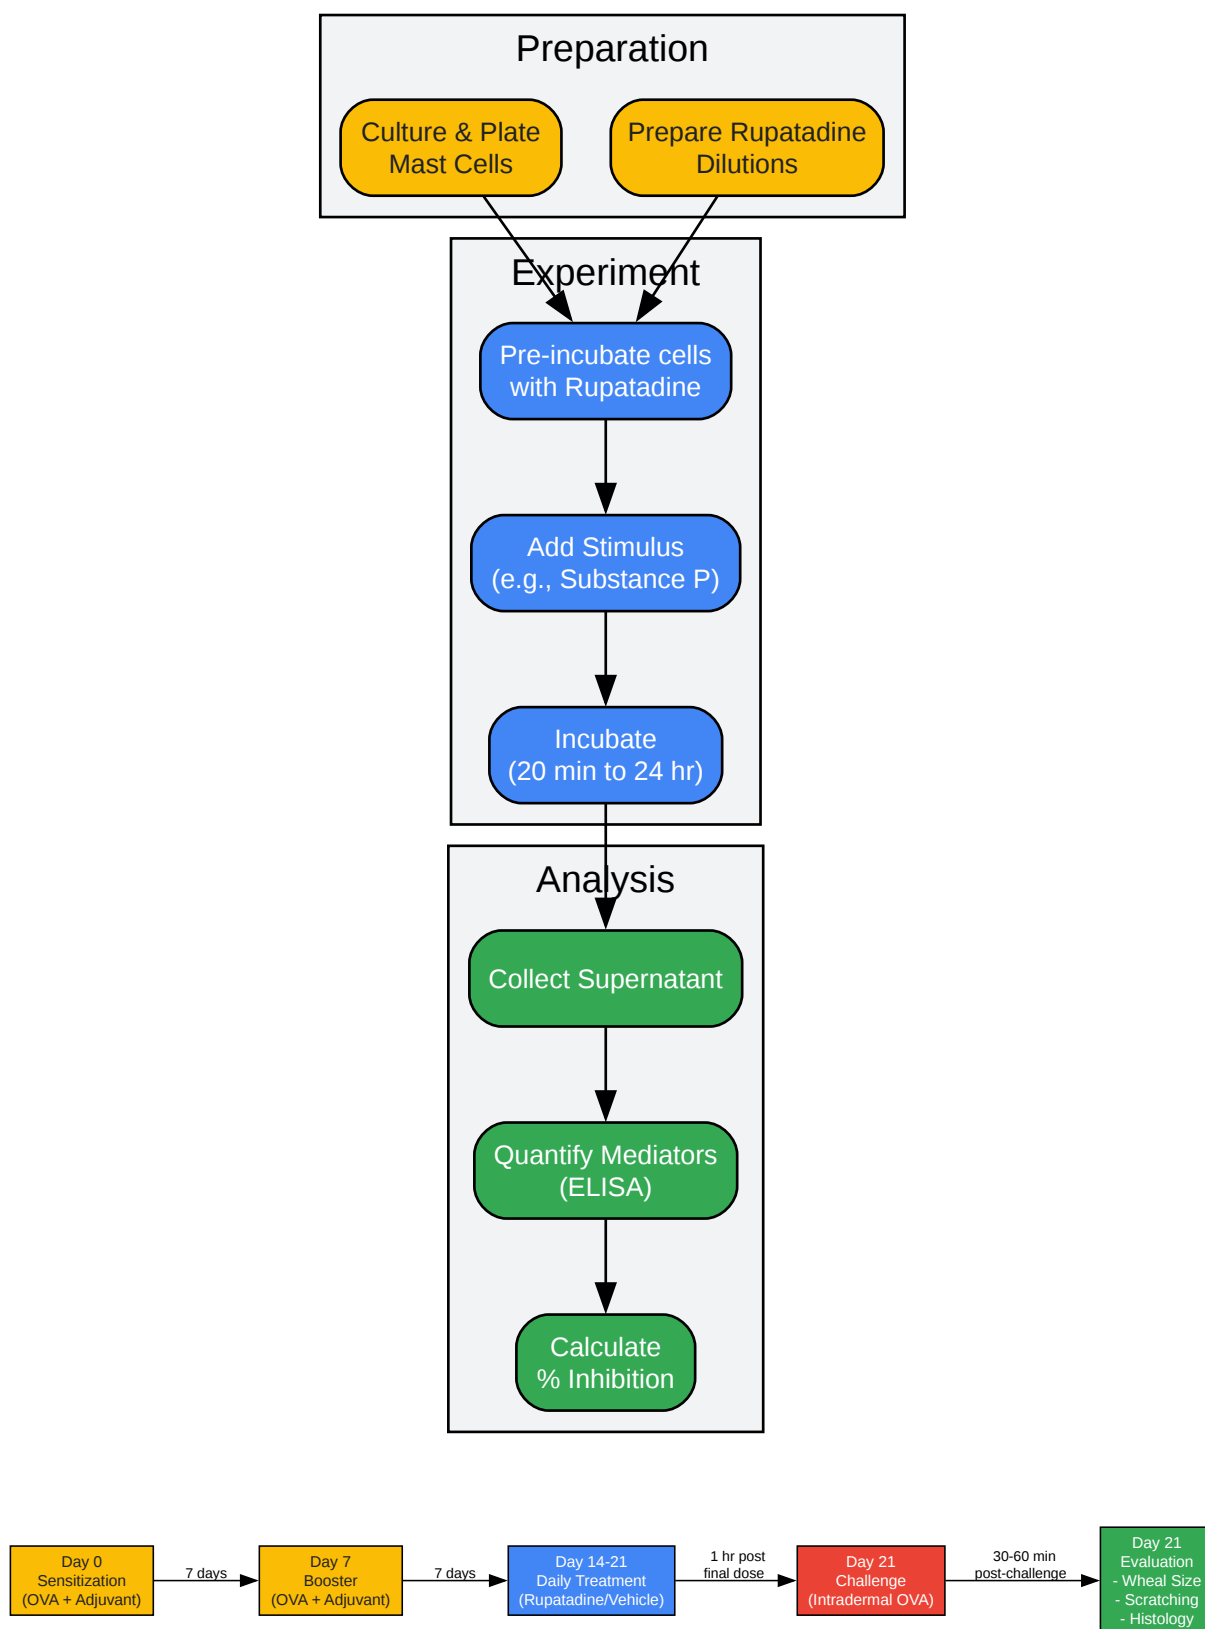 Preparation
Culture & Plate
Mast Cells
Prepare Rupatadine
Dilutions
Experiment
Pre-incubate cells
with Rupatadine
Add Stimulus
(e.g., Substance P)
Incubate
(20 min to 24 hr)
Analysis
Collect Supernatant
Quantify Mediators
(ELISA)
Calculate
% Inhibition
Day 0
Sensitization
(OVA + Adjuvant)
7 days
Day 7
Booster
(OVA + Adjuvant)
7 days
Day 14-21
Daily Treatment
(Rupatadine/Vehicle)
1 hr post
final dose
Day 21
Challenge
(Intradermal OVA)
30-60 min
post-challenge
Day 21
Evaluation
- Wheal Size
- Scratching
- Histology